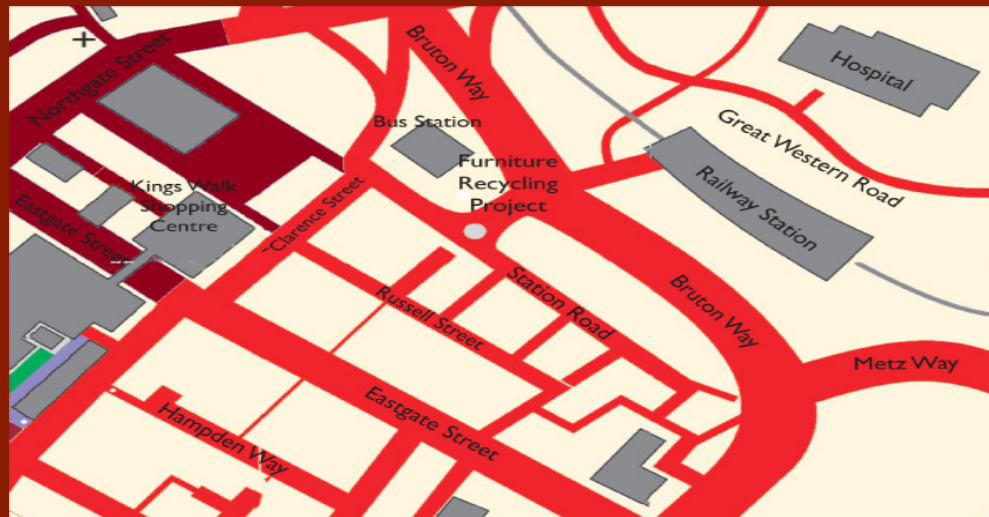 Northgate Street
Bruton Way
Hospital
Bus Station
Great Western Road
Furniture
Recycling
Project
Railway Station
Kings Walk
Shopping
Centre
Eastgate Street
Clarence Street
Station Road
Bruton Way
Russell Street
Metz Way
Eastgate Street
Hampden Way